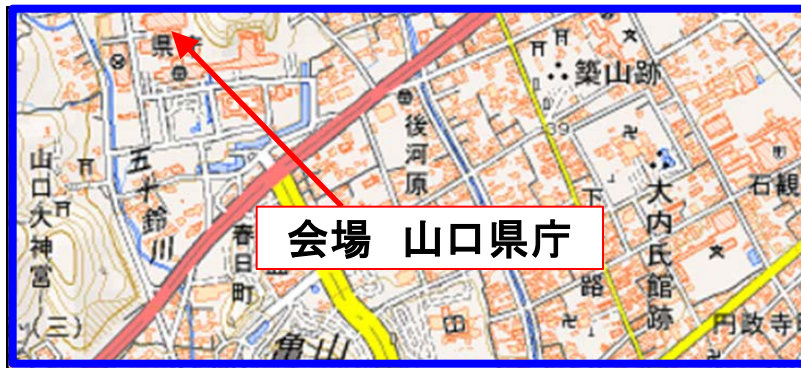 県庁
築山跡
後河原
39
五十鈴川
山口大神宮
石観
大内氏館跡
会場 山口県庁
下
路
春日町
(三)
亀山
円政寺